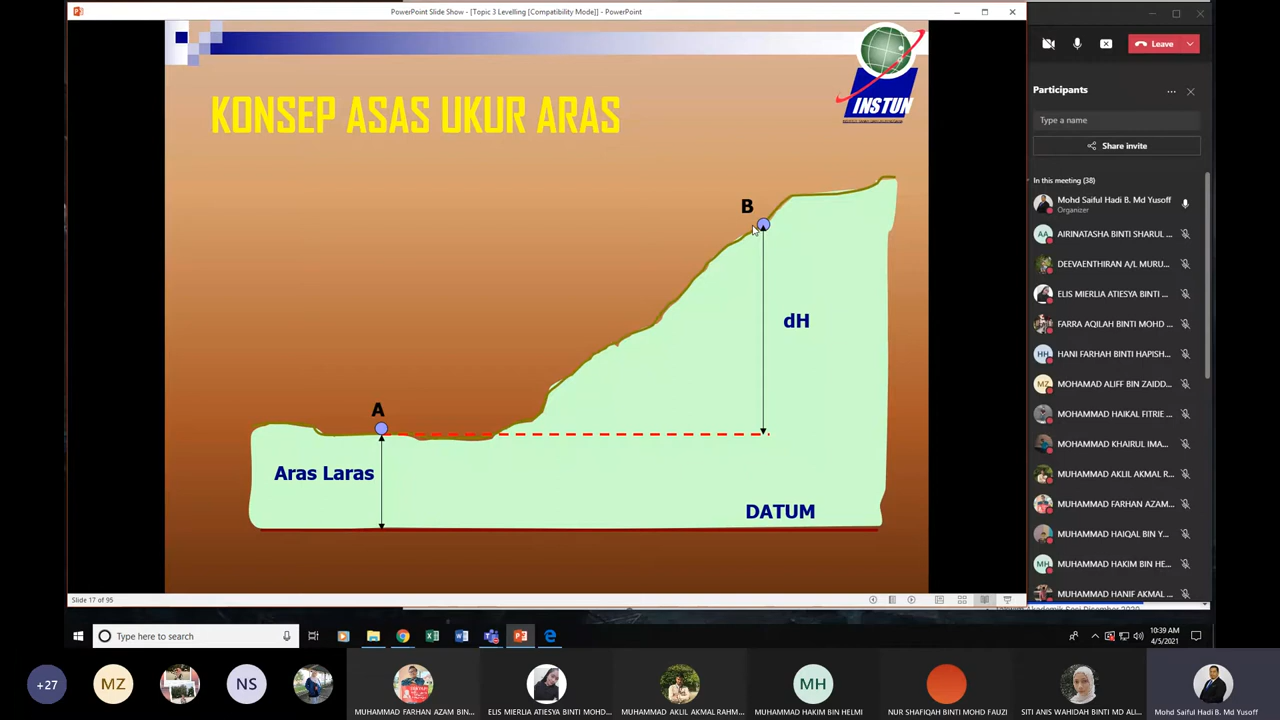 PowerPoint Slide Show - [Topic 3 Levelling [Compatibility Mode]] - PowerPoint
KONSEP ASAS UKUR ARAS
INSTUN
B
dH
A
Aras Laras
DATUM
Slide 17 of 95
Leave
Participants
Type a name
Share invite
In this meeting (38)
Mohd Saiful Hadi B. Md Yusoff
Organizer
AA
AIRINATASHA BINTI SHARUL ...
DEEVAENTHIRAN A/L MURU...
ELIS MIERLIA ATIESYA BINTI ...
FARRA AQILAH BINTI MOHD ...
HH
HANI FARHAH BINTI HAPISH...
MZ
MOHAMAD ALIFF BIN ZAIDD...
MOHAMMAD HAIKAL FITRIE ...
MOHAMMAD KHAIRUL IMA...
MUHAMMAD AKLIL AKMAL R...
MUHAMMAD FARHAN AZAM...
MUHAMMAD HAIQAL BIN Y...
MH
MUHAMMAD HAKIM BIN HE...
MUHAMMAD HANIF AKMAL ...
Type here to search
10:39 AM
4/5/2021
+27
MZ
NS
MUHAMMAD FARHAN AZAM BIN...
ELIS MIERLIA ATIESYA BINTI MOHD...
MUHAMMAD AKLIL AKMAL RAHM...
MH
MUHAMMAD HAKIM BIN HELMI
NUR SHAFIQAH BINTI MOHD FAUZI
SITI ANIS WAHIDAH BINTI MD ALI...
Mohd Saiful Hadi B. Md Yusoff